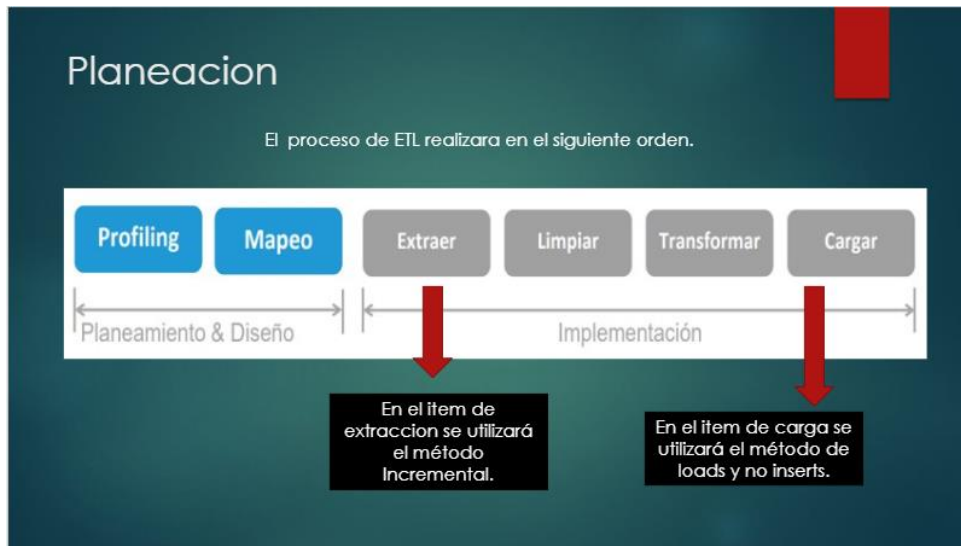 Planeacion
El proceso de ETL realizara en el siguiente orden.
Profiling
Mapeo
Extraer
Limpiar
Transformar
Cargar
Planeamiento & Diseño
Implementación
En el item de
extraccion se utilizará
el método
Incremental.
En el item de carga se
utilizará el método de
loads y no inserts.